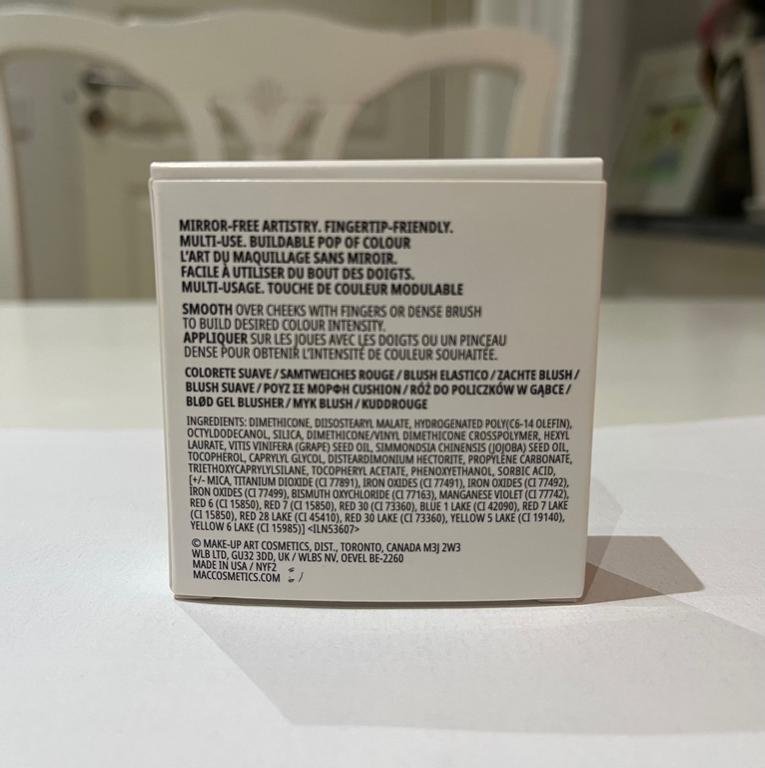 MIRROR-FREE ARTISTRY. FINGERTIP-FRIENDLY.
MULTI-USE. BUILDABLE POP OF COLOUR
L'ART DU MAQUILLAGE SANS MIROIR.
FACILE À UTILISER DU BOUT DES DOIGTS.
MULTI-USAGE. TOUCHE DE COULEUR MODULABLE
SMOOTH OVER CHEEKS WITH FINGERS OR DENSE BRUSH
TO BUILD DESIRED COLOUR INTENSITY.
APPLIQUER SUR LES JOUES AVEC LES DOIGTS OU UN PINCEAU
DENSE POUR OBTENIR L'INTENSITÉ DE COULEUR SOUHAITÉE.
COLORETE SUAVE / SAMTWEICHES ROUGE / BLUSH ELASTICO / ZACHTE BLUSH /
BLUSH SUAVE / ΡΟΥΖ ΣΕ ΜΟΡΦΗ CUSHION / RÓŻ DO POLICZKÓW W GĄBCE /
BLØD GEL BLUSHER / MYK BLUSH / KUDDROUGE
INGREDIENTS: DIMETHICONE, DIISOSTEARYL MALATE, HYDROGENATED POLY(C6-14 OLEFIN),
OCTYLDODECANOL, SILICA, DIMETHICONE/VINYL DIMETHICONE CROSSPOLYMER, HEXYL
LAURATE, VITIS VINIFERA (GRAPE) SEED OIL, SIMMONDSIA CHINENSIS (JOJOBA) SEED OIL,
TOCOPHEROL, CAPRYLYL GLYCOL, DISTEARDIMONIUM HECTORITE, PROPYLENE CARBONATE,
TRIETHOXYCAPRYLYLSILANE, TOCOPHERYL ACETATE, PHENOXYETHANOL, SORBIC ACID,
[+/- MICA, TITANIUM DIOXIDE (CI 77891), IRON OXIDES (CI 77491), IRON OXIDES (CI 77492),
IRON OXIDES (CI 77499), BISMUTH OXYCHLORIDE (CI 77163), MANGANESE VIOLET (CI 77742),
RED 6 (CI 15850), RED 7 (CI 15850), RED 30 (CI 73360), BLUE 1 LAKE (CI 42090), RED 7 LAKE
(CI 15850), RED 28 LAKE (CI 45410), RED 30 LAKE (CI 73360), YELLOW 5 LAKE (CI 19140),
YELLOW 6 LAKE (CI 15985)] <ILN53607>
© MAKE-UP ART COSMETICS, DIST., TORONTO, CANADA M3J 2W3
WLB LTD, GU32 3DD, UK / WLBS NV, OEVEL BE-2260
MADE IN USA / NYF2
MACCOSMETICS.COM